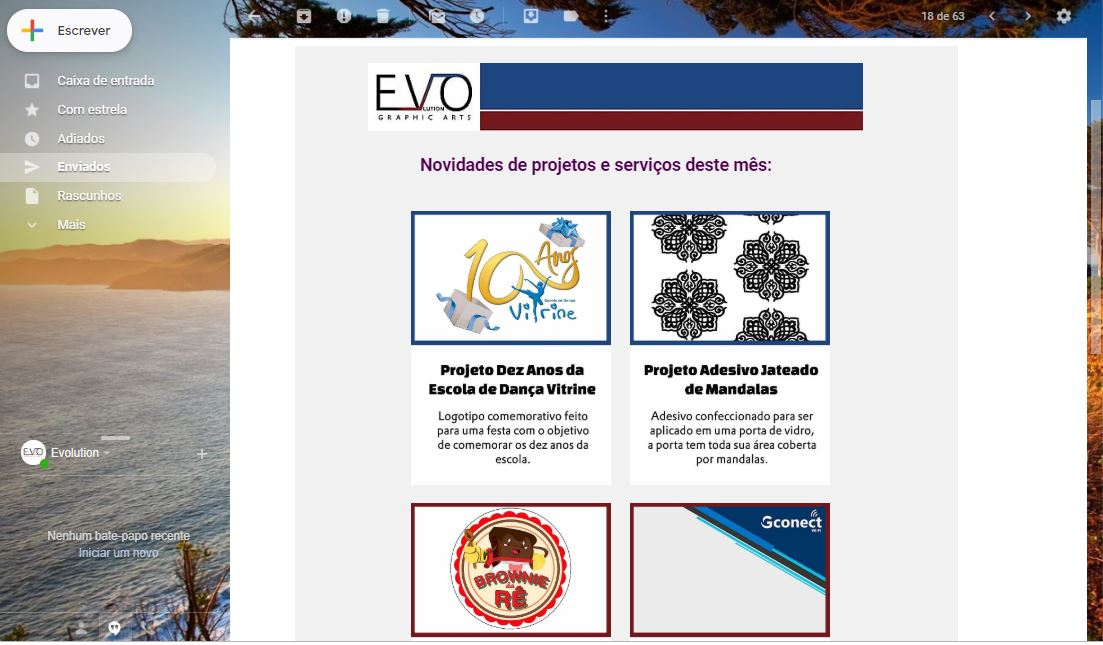 Escrever
18 de 63
Caixa de entrada
Com estrela
Adiados
Enviados
Rascunhos
Mais
EVO
LUTION
GRAPHIC ARTS
Novidades de projetos e serviços deste mês:
10 Anos
Escola de Dança
Vitrine
Projeto Dez Anos da
Escola de Dança Vitrine
Logotipo comemorativo feito
para uma festa com o objetivo
de comemorar os dez anos da
escola.
Projeto Adesivo Jateado
de Mandalas
Adesivo confeccionado para ser
aplicado em uma porta de vidro,
a porta tem toda sua área coberta
por mandalas.
EVO
Evolution
Nenhum bate-papo recente
Iniciar um novo
BROWNIE
da
RÊ
Gconect
Wi-Fi